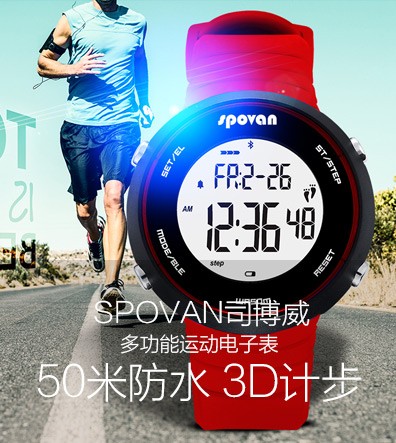 spovan
SET/EL
ST/STEP
FR:2-26
AM 12:36 48
MODE/ELE
RESET
step
SPOVAN司博威
多功能运动电子表
50米防水 3D计步